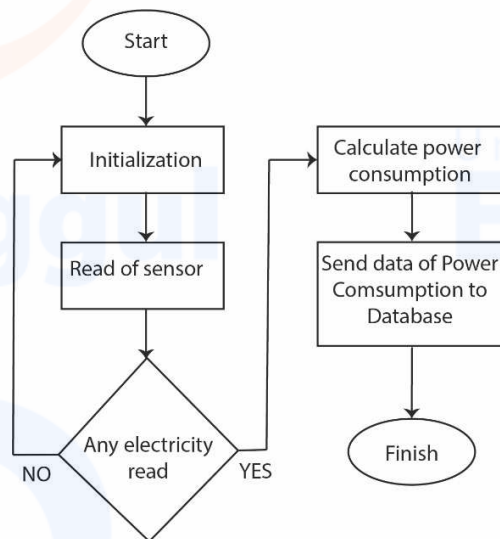 Start
Initialization
Read of sensor
Any electricity
read
NO
YES
Calculate power
consumption
Send data of Power
Comsumption to
Database
Finish
ggul